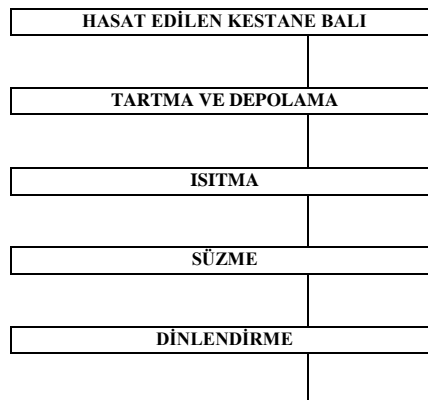 HASAT EDİLEN KESTANE BALI
TARTMA VE DEPOLAMA
ISITMA
SÜZME
DİNLENDİRME